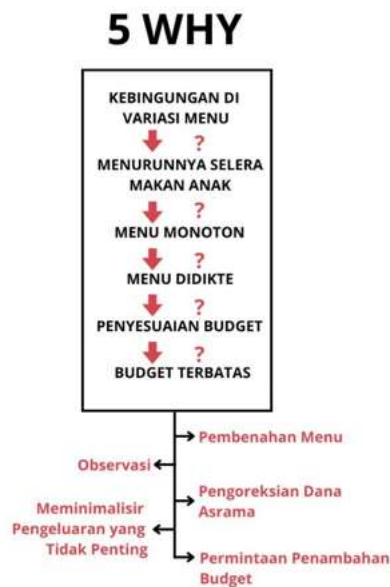 5 WHY
KEBINGUNGAN DI
VARIASI MENU
?
MENURUNNYA SELERA
MAKAN ANAK
?
MENU MONOTON
?
MENU DIDIKTE
?
PENYESUAIAN BUDGET
?
BUDGET TERBATAS
Pembenahan Menu
Observasi
Pengoreksian Dana
Asrama
Meminimalisir
Pengeluaran yang
Tidak Penting
Permintaan Penambahan
Budget